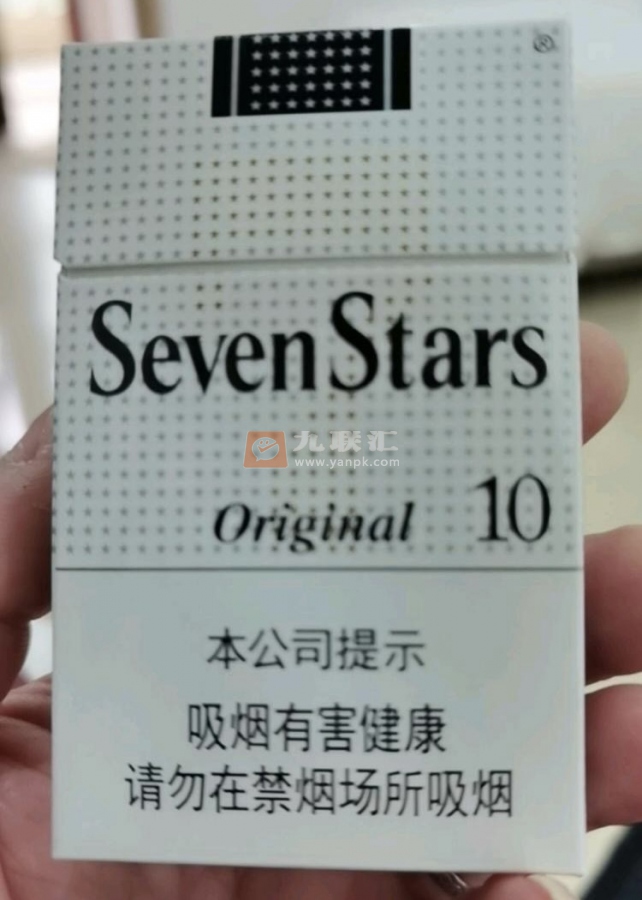 ®
Seven Stars
九联汇
www.yanpk.com
Original 10
本公司提示
吸烟有害健康
请勿在禁烟场所吸烟